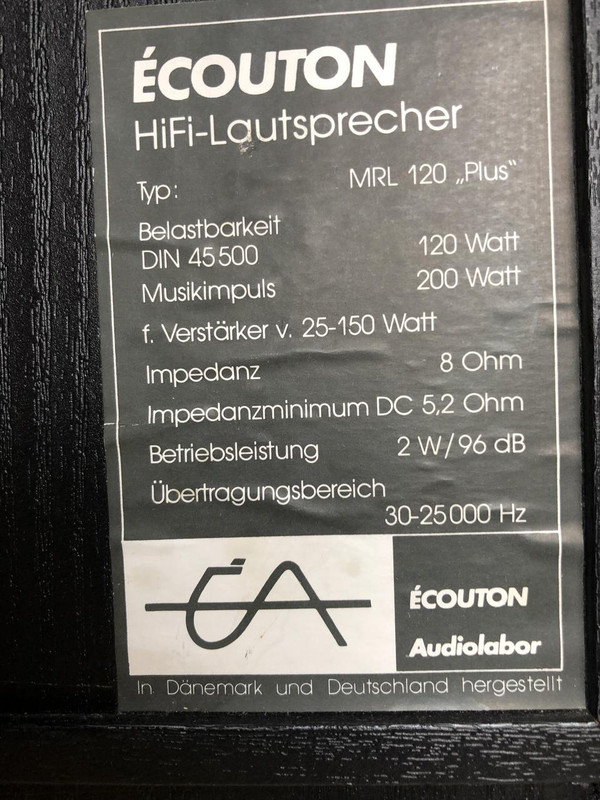 ÉCOUTON
HiFi-Lautsprecher
Typ: MRL 120 „Plus“
Belastbarkeit
DIN 45500 120 Watt
Musikimpuls 200 Watt
f. Verstärker v. 25-150 Watt
Impedanz 8 Ohm
Impedanzminimum DC 5,2 Ohm
Betriebsleistung 2 W/96 dB
Übertragungsbereich
30-25000 Hz
ÉA
ÉCOUTON
Audiolabor
In Dänemark und Deutschland hergestellt